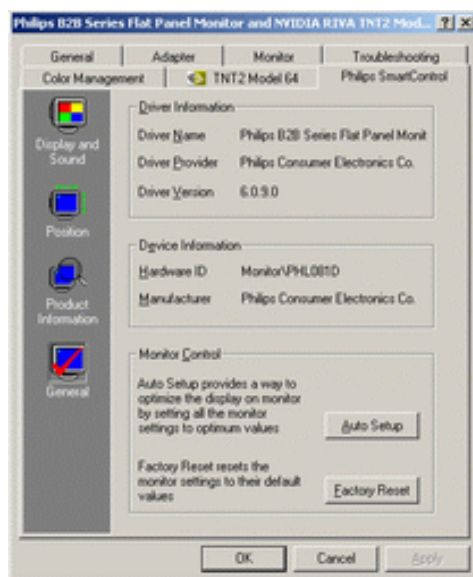 Philips B2B Series Flat Panel Monitor and NVIDIA RIVA TNT2 Mod...
General Adapter Monitor Troubleshooting
Color Management TNT2 Model 64 Philips SmartControl
Display and
Sound
Position
Product
Information
General
Driver Information
Driver Name Philips B2B Series Flat Panel Monit
Driver Provider Philips Consumer Electronics Co.
Driver Version 6.0.9.0
Device Information
Hardware ID Monitor\PHL081D
Manufacturer Philips Consumer Electronics Co.
Monitor Control
Auto Setup provides a way to
optimize the display on monitor
by setting all the monitor
settings to optimum values
Auto Setup
Factory Reset resets the
monitor settings to their default
values
Factory Reset
OK Cancel Apply